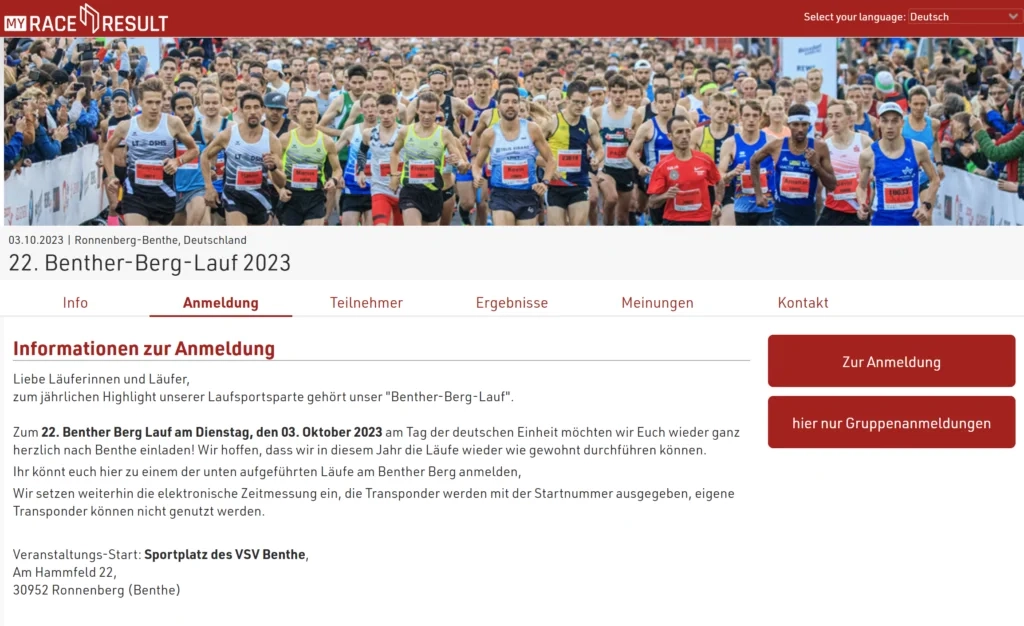 MY RACE RESULT
Select your language: Deutsch
03.10.2023 | Ronnenberg-Benthe, Deutschland
22. Benther-Berg-Lauf 2023
Info Anmeldung Teilnehmer Ergebnisse Meinungen Kontakt
Informationen zur Anmeldung
Liebe Läuferinnen und Läufer,
zum jährlichen Highlight unserer Laufsportsparte gehört unser "Benther-Berg-Lauf".
Zum 22. Benther Berg Lauf am Dienstag, den 03. Oktober 2023 am Tag der deutschen Einheit möchten wir Euch wieder ganz
herzlich nach Benthe einladen! Wir hoffen, dass wir in diesem Jahr die Läufe wieder wie gewohnt durchführen können.
Ihr könnt euch hier zu einem der unten aufgeführten Läufe am Benther Berg anmelden,
Wir setzen weiterhin die elektronische Zeitmessung ein, die Transponder werden mit der Startnummer ausgegeben, eigene
Transponder können nicht genutzt werden.
Veranstaltungs-Start: Sportplatz des VSV Benthe,
Am Hammfeld 22,
30952 Ronnenberg (Benthe)
Zur Anmeldung
hier nur Gruppenanmeldungen